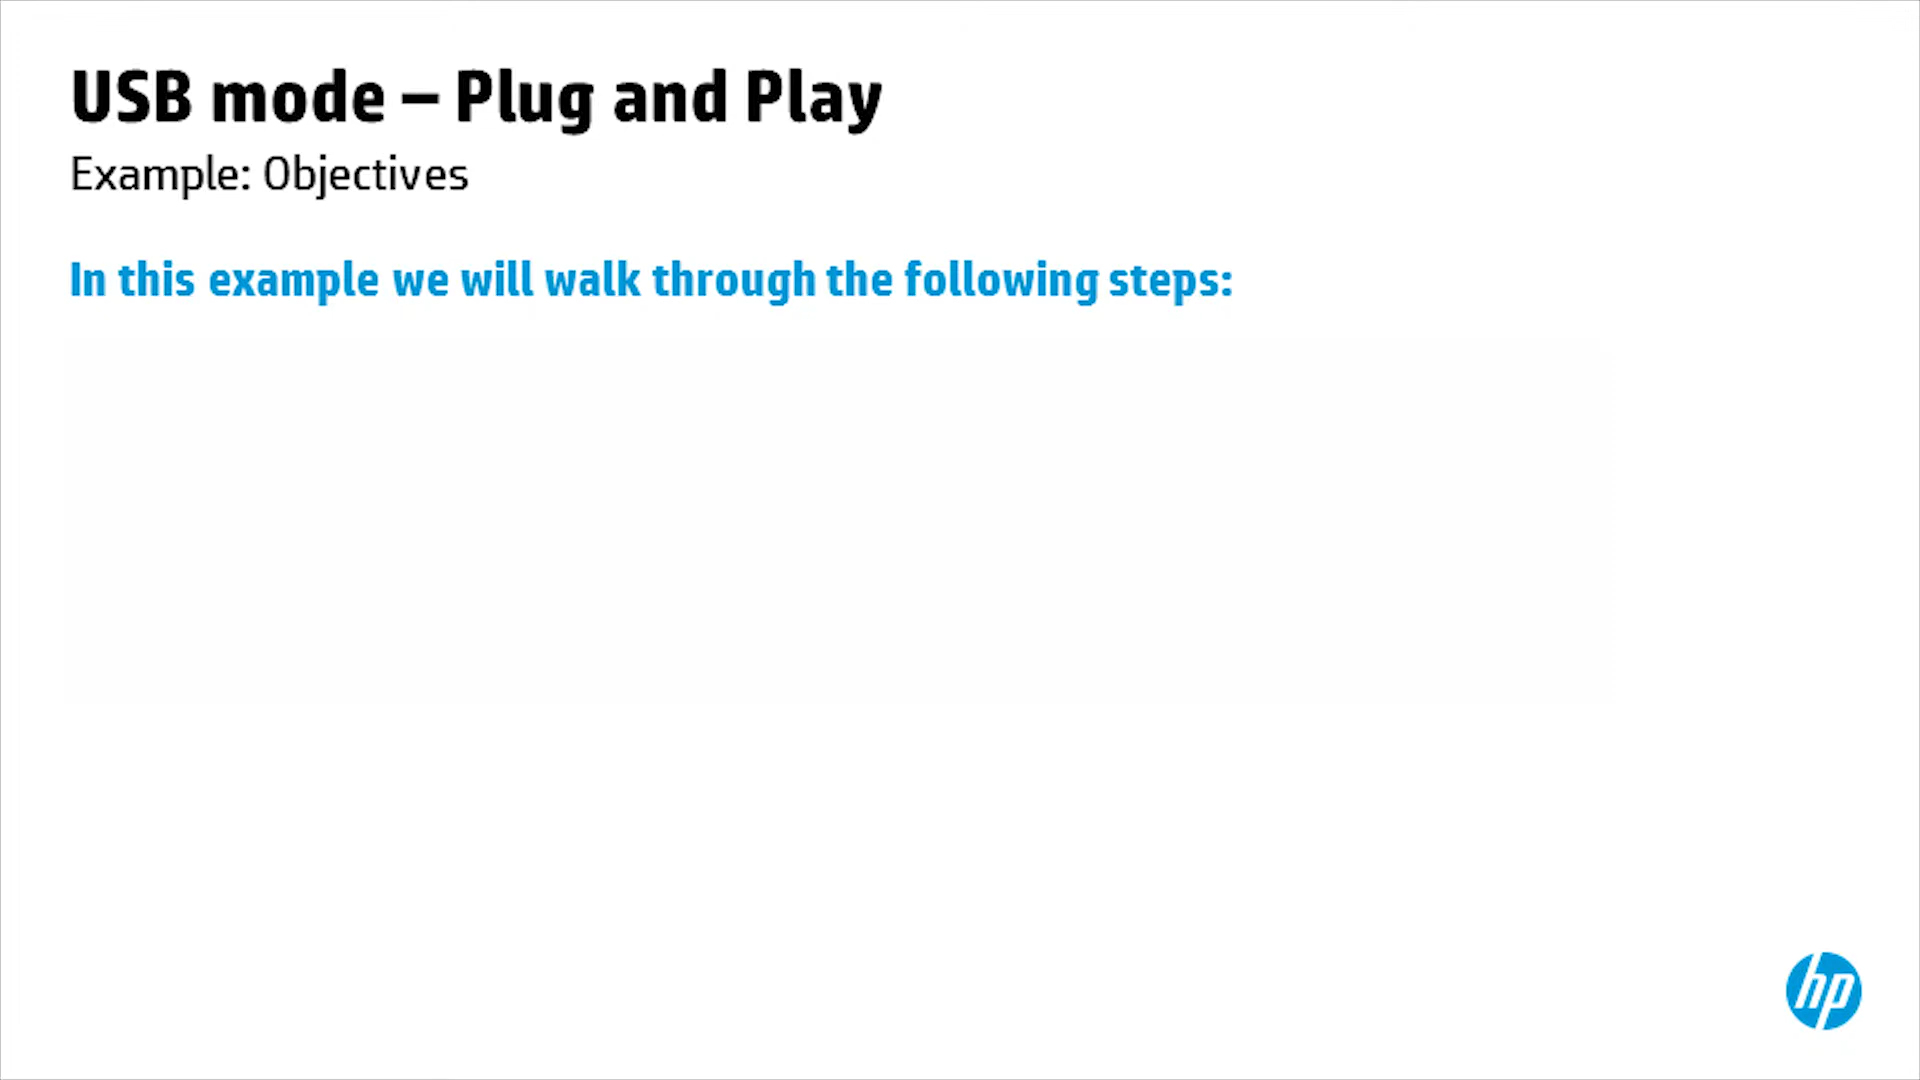 USB mode – Plug and Play
Example: Objectives
In this example we will walk through the following steps:
hp